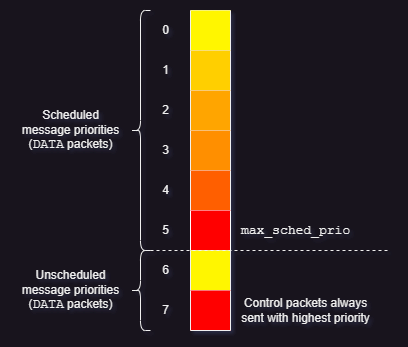 0
1
2
Scheduled
message priorities
(DATA packets)
3
4
5
max_sched_prio
Unscheduled
message priorities
(DATA packets)
6
7
Control packets always
sent with highest priority